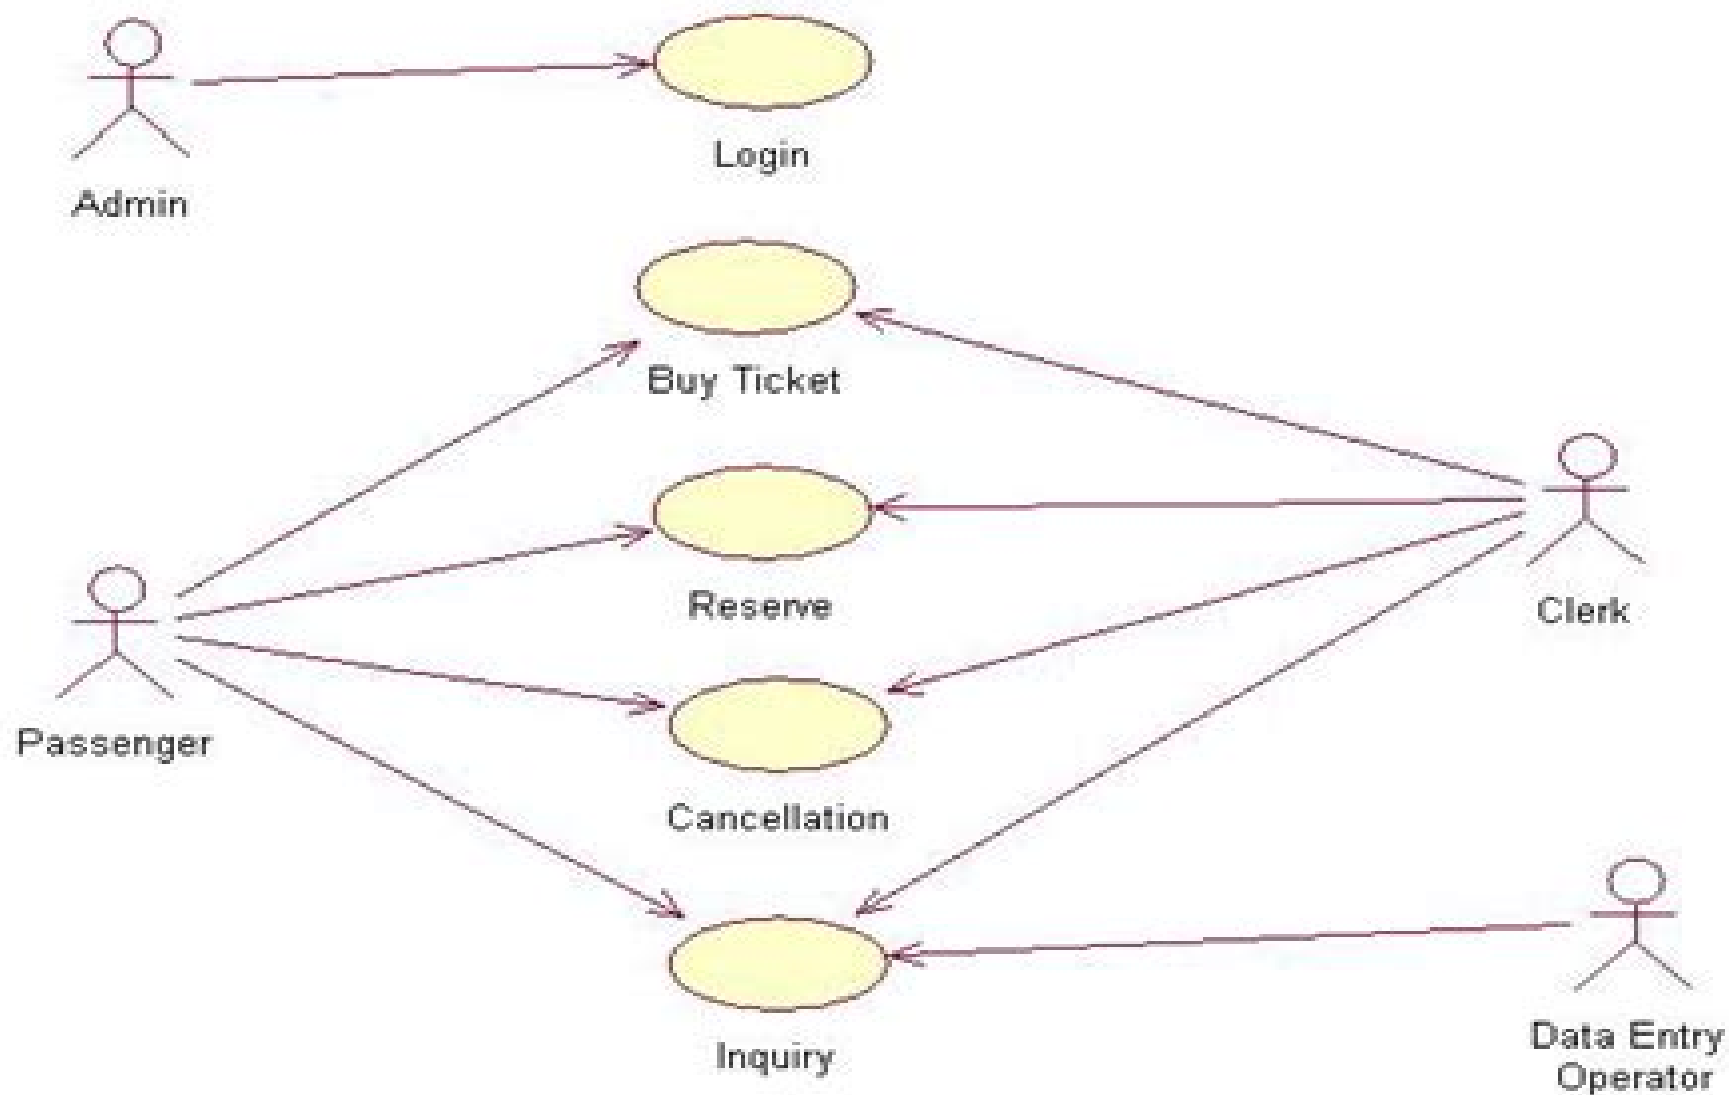 Login
Admin
Buy Ticket
Reserve
Clerk
Passenger
Cancellation
Inquiry
Data Entry
Operator